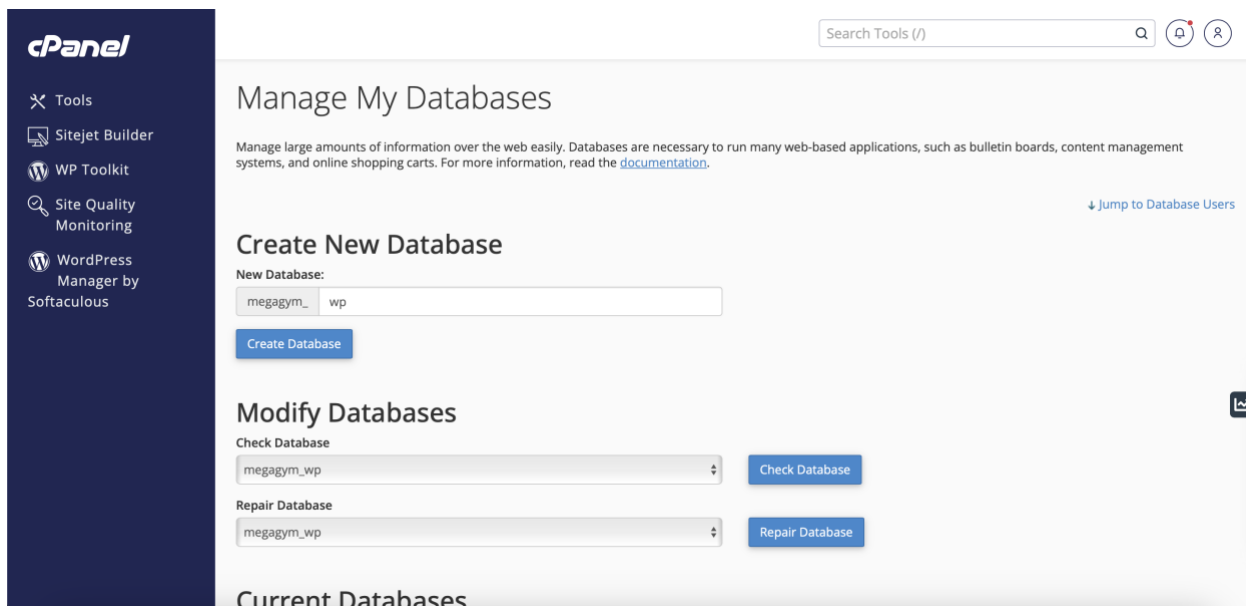 cPanel
Search Tools (/)
Tools
Sitejet Builder
WP Toolkit
Site Quality
Monitoring
WordPress
Manager by
Softaculous
Manage My Databases
Manage large amounts of information over the web easily. Databases are necessary to run many web-based applications, such as bulletin boards, content management
systems, and online shopping carts. For more information, read the documentation.
↓ Jump to Database Users
Create New Database
New Database:
megagym_ wp
Create Database
Modify Databases
Check Database
megagym_wp Check Database
Repair Database
megagym_wp Repair Database
Current Databases